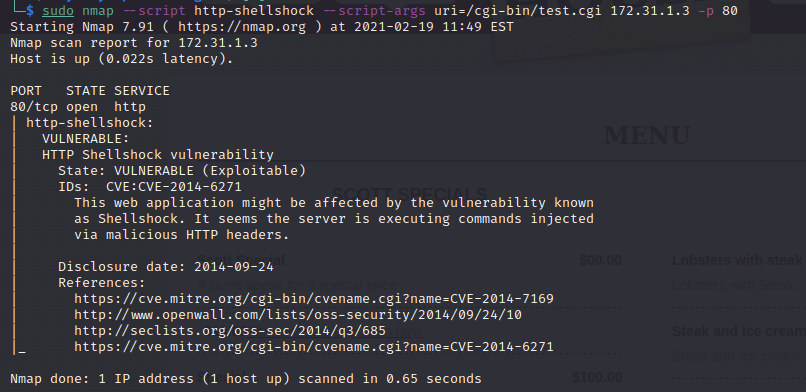 └─$ sudo nmap --script http-shellshock --script-args uri=/cgi-bin/test.cgi 172.31.1.3 -p 80
Starting Nmap 7.91 ( https://nmap.org ) at 2021-02-19 11:49 EST
Nmap scan report for 172.31.1.3
Host is up (0.022s latency).

PORT   STATE SERVICE
80/tcp open  http
| http-shellshock:
|   VULNERABLE:
|   HTTP Shellshock vulnerability
|     State: VULNERABLE (Exploitable)
|     IDs:  CVE:CVE-2014-6271
|       This web application might be affected by the vulnerability known
|       as Shellshock. It seems the server is executing commands injected
|       via malicious HTTP headers.
|
|     Disclosure date: 2014-09-24
|     References:
|       https://cve.mitre.org/cgi-bin/cvename.cgi?name=CVE-2014-7169
|       http://www.openwall.com/lists/oss-security/2014/09/24/10
|       http://seclists.org/oss-sec/2014/q3/685
|_      https://cve.mitre.org/cgi-bin/cvename.cgi?name=CVE-2014-6271

Nmap done: 1 IP address (1 host up) scanned in 0.65 seconds
MENU
SCOTT SPECIALS
Scott Special $00.00
Lobsters with steak
Lobsters with Steak
Steak and Ice cream
Steak and Ice cream
$100.00